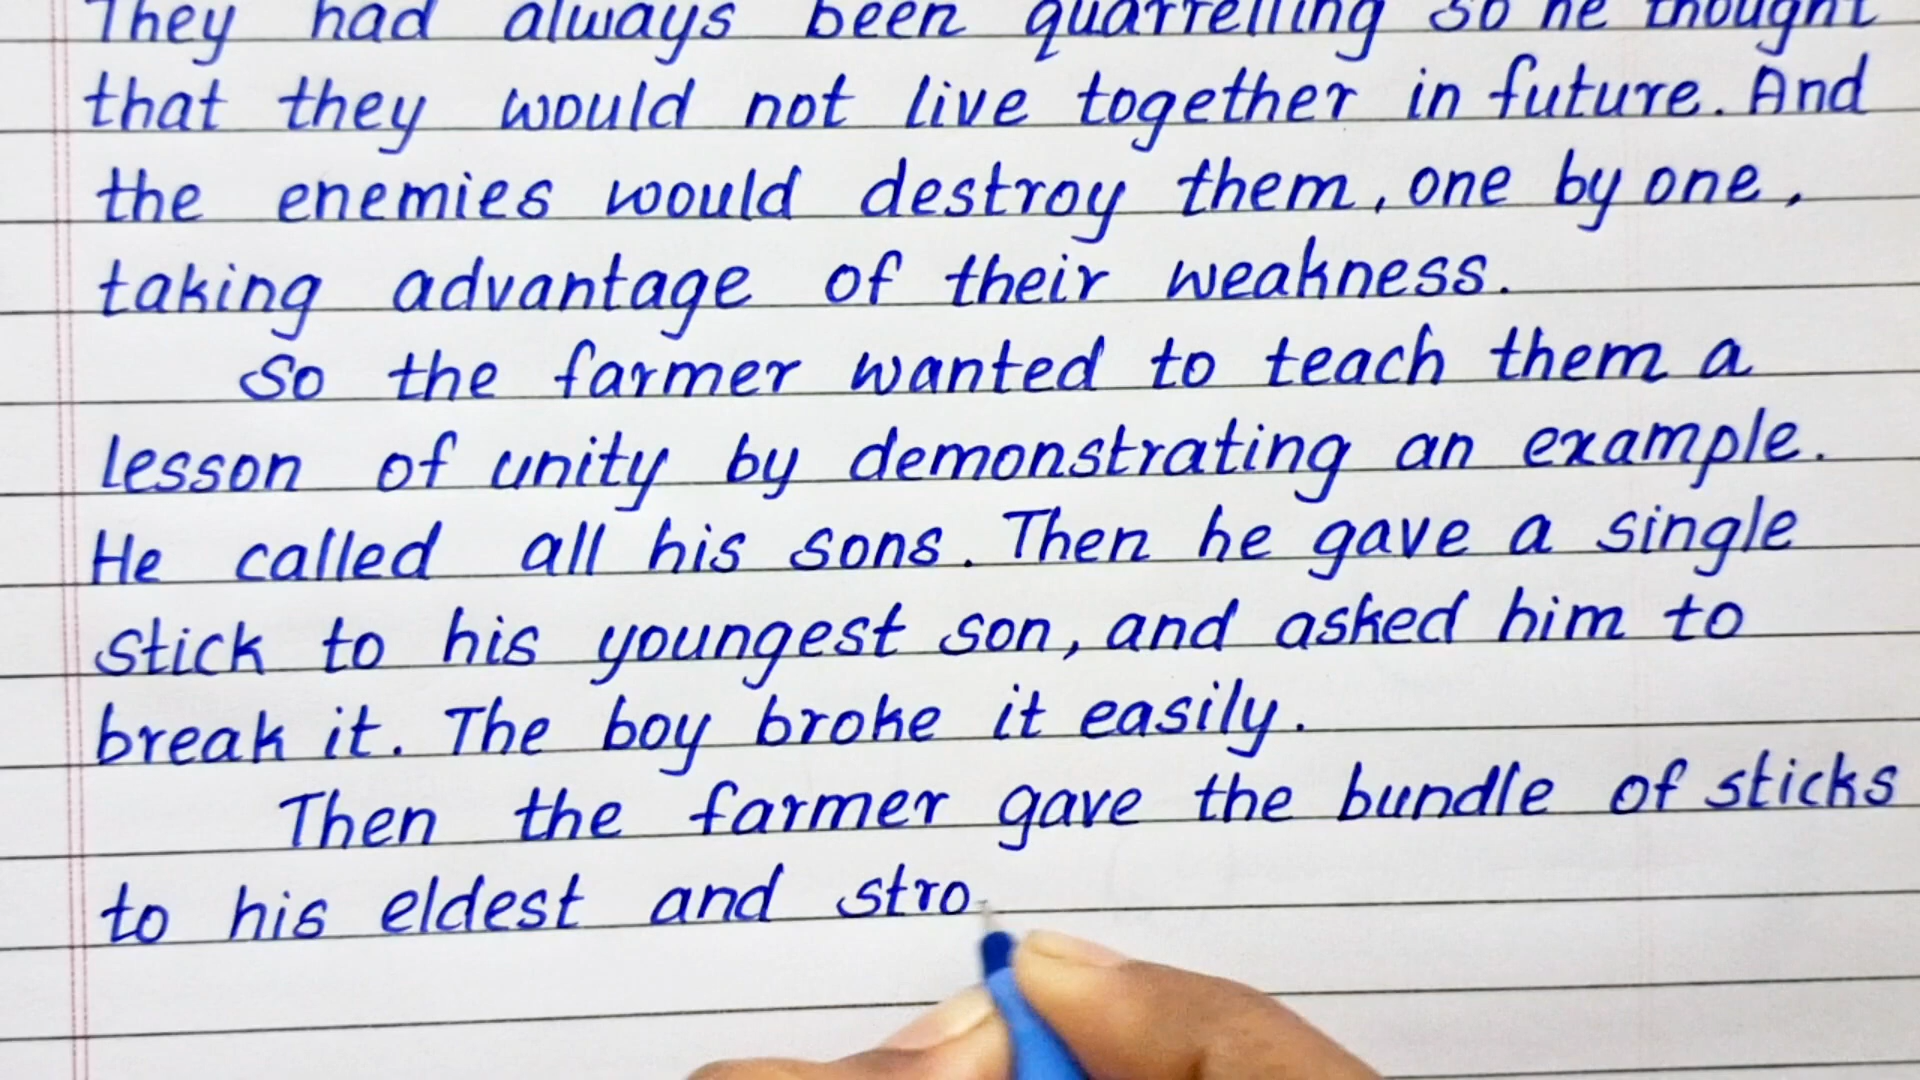 They had always been quarrelling so he thought
that they would not live together in future. And
the enemies would destroy them, one by one,
taking advantage of their weakness.
So the farmer wanted to teach them a
lesson of unity by demonstrating an example.
He called all his sons. Then he gave a single
stick to his youngest son, and asked him to
break it. The boy broke it easily.
Then the farmer gave the bundle of sticks
to his eldest and stro